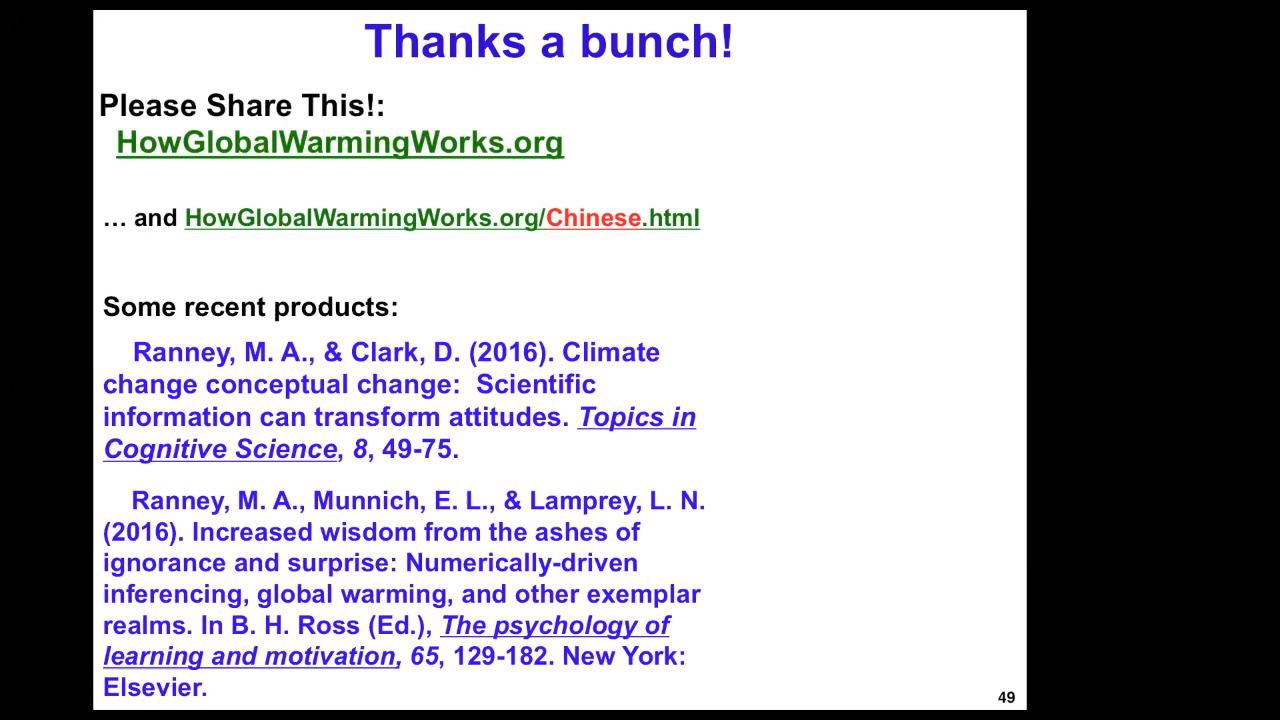 Thanks a bunch!
Please Share This!:
HowGlobalWarmingWorks.org
… and HowGlobalWarmingWorks.org/Chinese.html
Some recent products:
Ranney, M. A., & Clark, D. (2016). Climate
change conceptual change: Scientific
information can transform attitudes. Topics in
Cognitive Science, 8, 49-75.
Ranney, M. A., Munnich, E. L., & Lamprey, L. N.
(2016). Increased wisdom from the ashes of
ignorance and surprise: Numerically-driven
inferencing, global warming, and other exemplar
realms. In B. H. Ross (Ed.), The psychology of
learning and motivation, 65, 129-182. New York:
Elsevier.
49